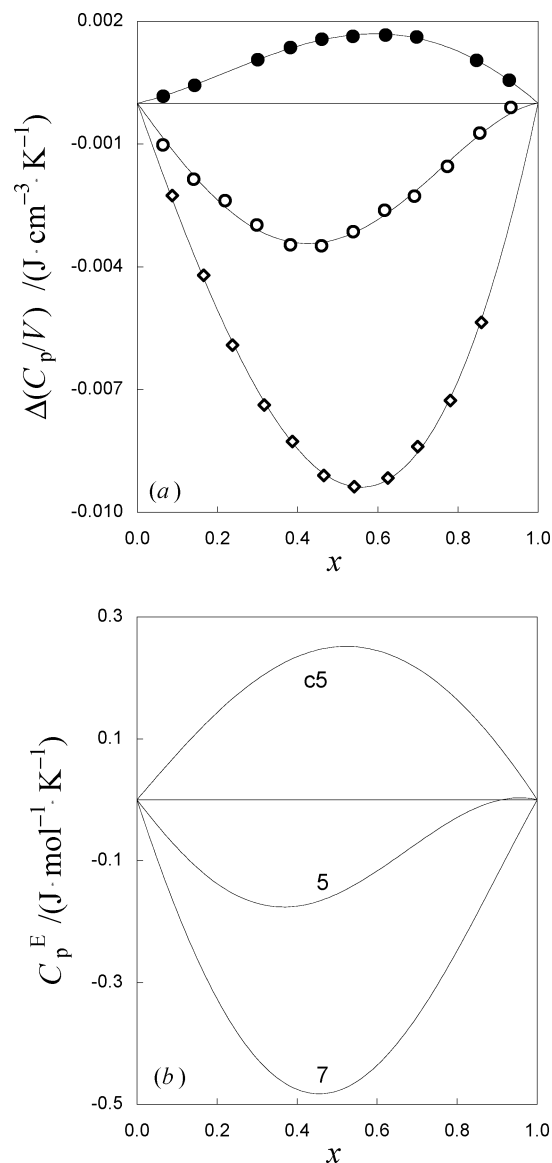 0.002
-0.001
-0.004
-0.007
-0.010
Δ(Cp/V) /(J·cm⁻³·K⁻¹)
(a)
0.0 0.2 0.4 0.6 0.8 1.0
x
0.3
0.1
-0.1
-0.3
-0.5
CpE /(J·mol⁻¹·K⁻¹)
c5
5
7
(b)
0.0 0.2 0.4 0.6 0.8 1.0
x